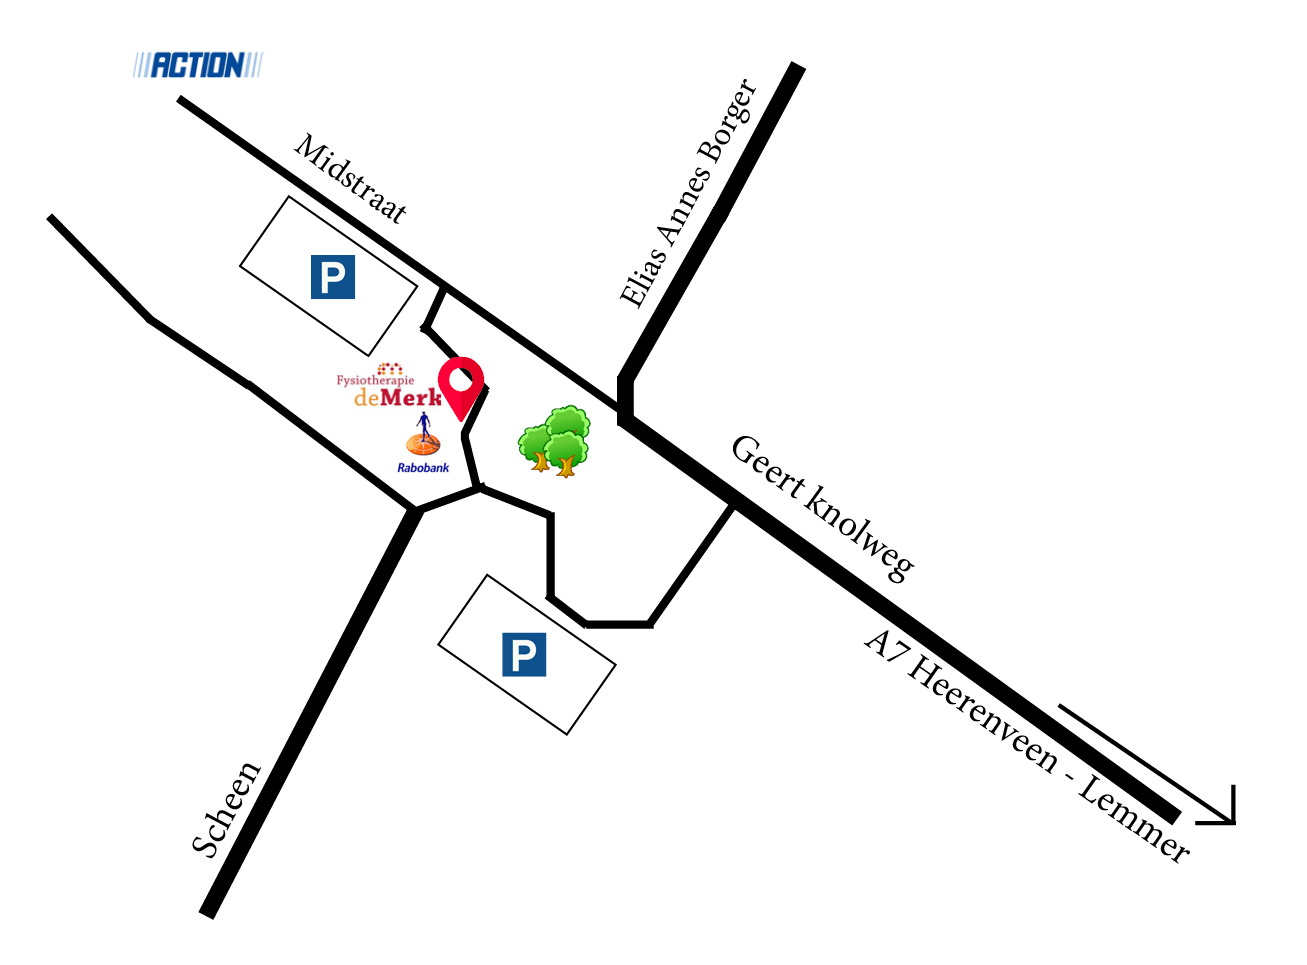 ACTION
Midstraat
Elias Annes Borger
P
Fysiotherapie
deMerk
Rabobank
Geert knolweg
A7 Heerenveen - Lemmer
P
Scheen